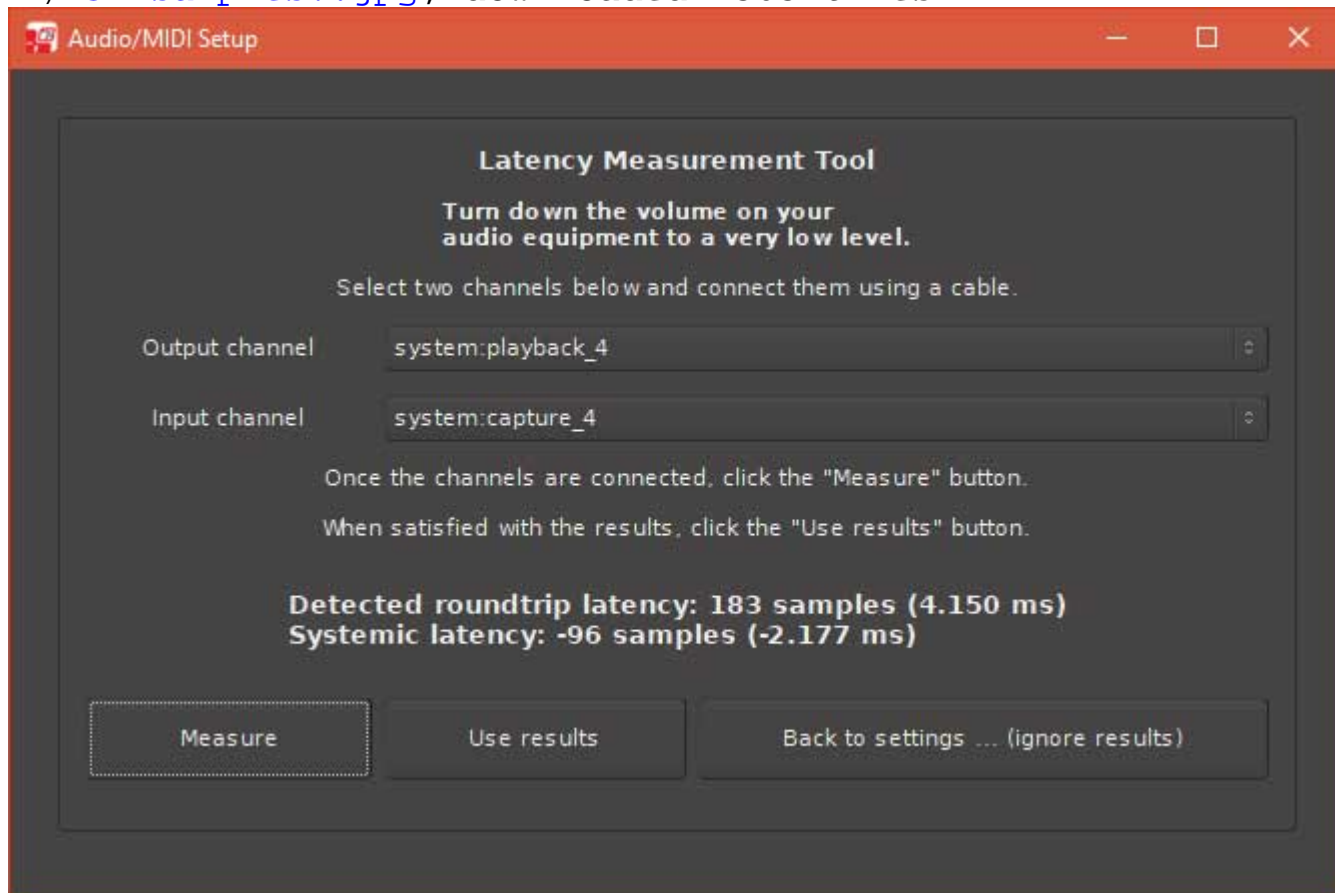 Audio/MIDI Setup
Latency Measurement Tool
Turn down the volume on your
audio equipment to a very low level.
Select two channels below and connect them using a cable.
Output channel system:playback_4
Input channel system:capture_4
Once the channels are connected, click the "Measure" button.
When satisfied with the results, click the "Use results" button.
Detected roundtrip latency: 183 samples (4.150 ms)
Systemic latency: -96 samples (-2.177 ms)
Measure Use results Back to settings ... (ignore results)